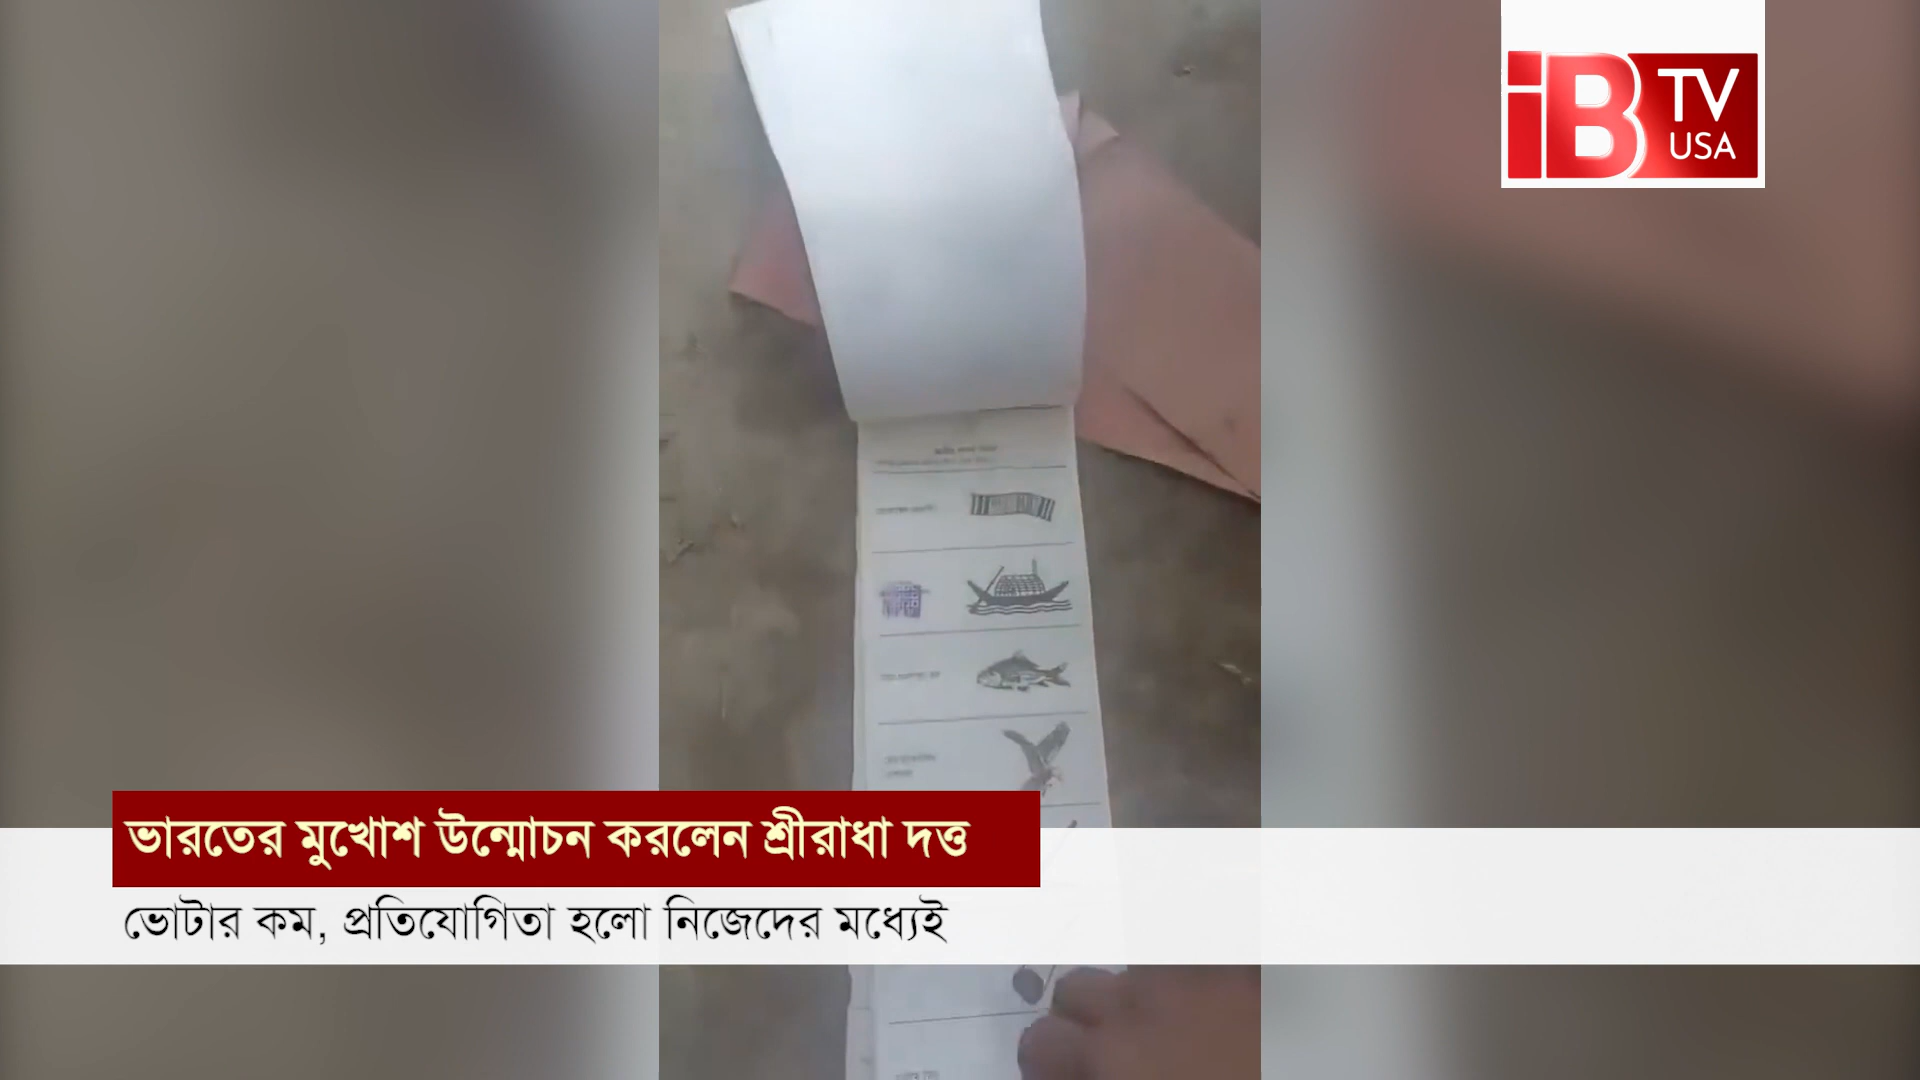 iB TV
USA
ভারতের মুখোশ উন্মোচন করলেন শ্রীরাধা দত্ত
ভোটার কম, প্রতিযোগিতা হলো নিজেদের মধ্যেই